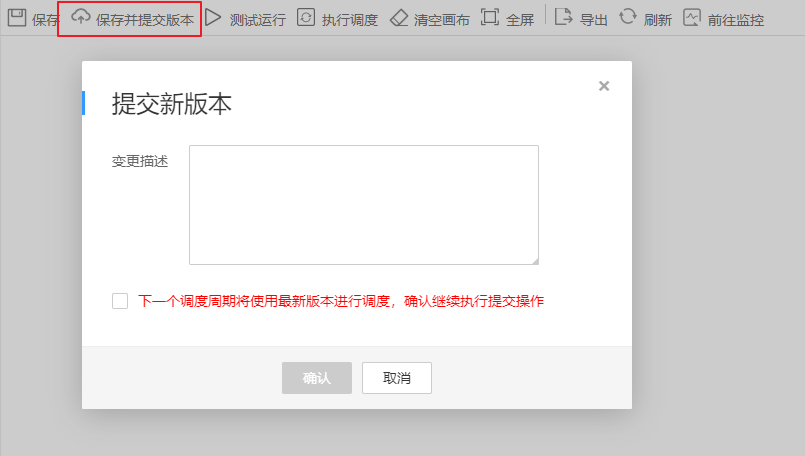 保存 保存并提交版本 测试运行 执行调度 清空画布 全屏 导出 刷新 前往监控
提交新版本
变更描述
下一个调度周期将使用最新版本进行调度，确认继续执行提交操作
确认 取消